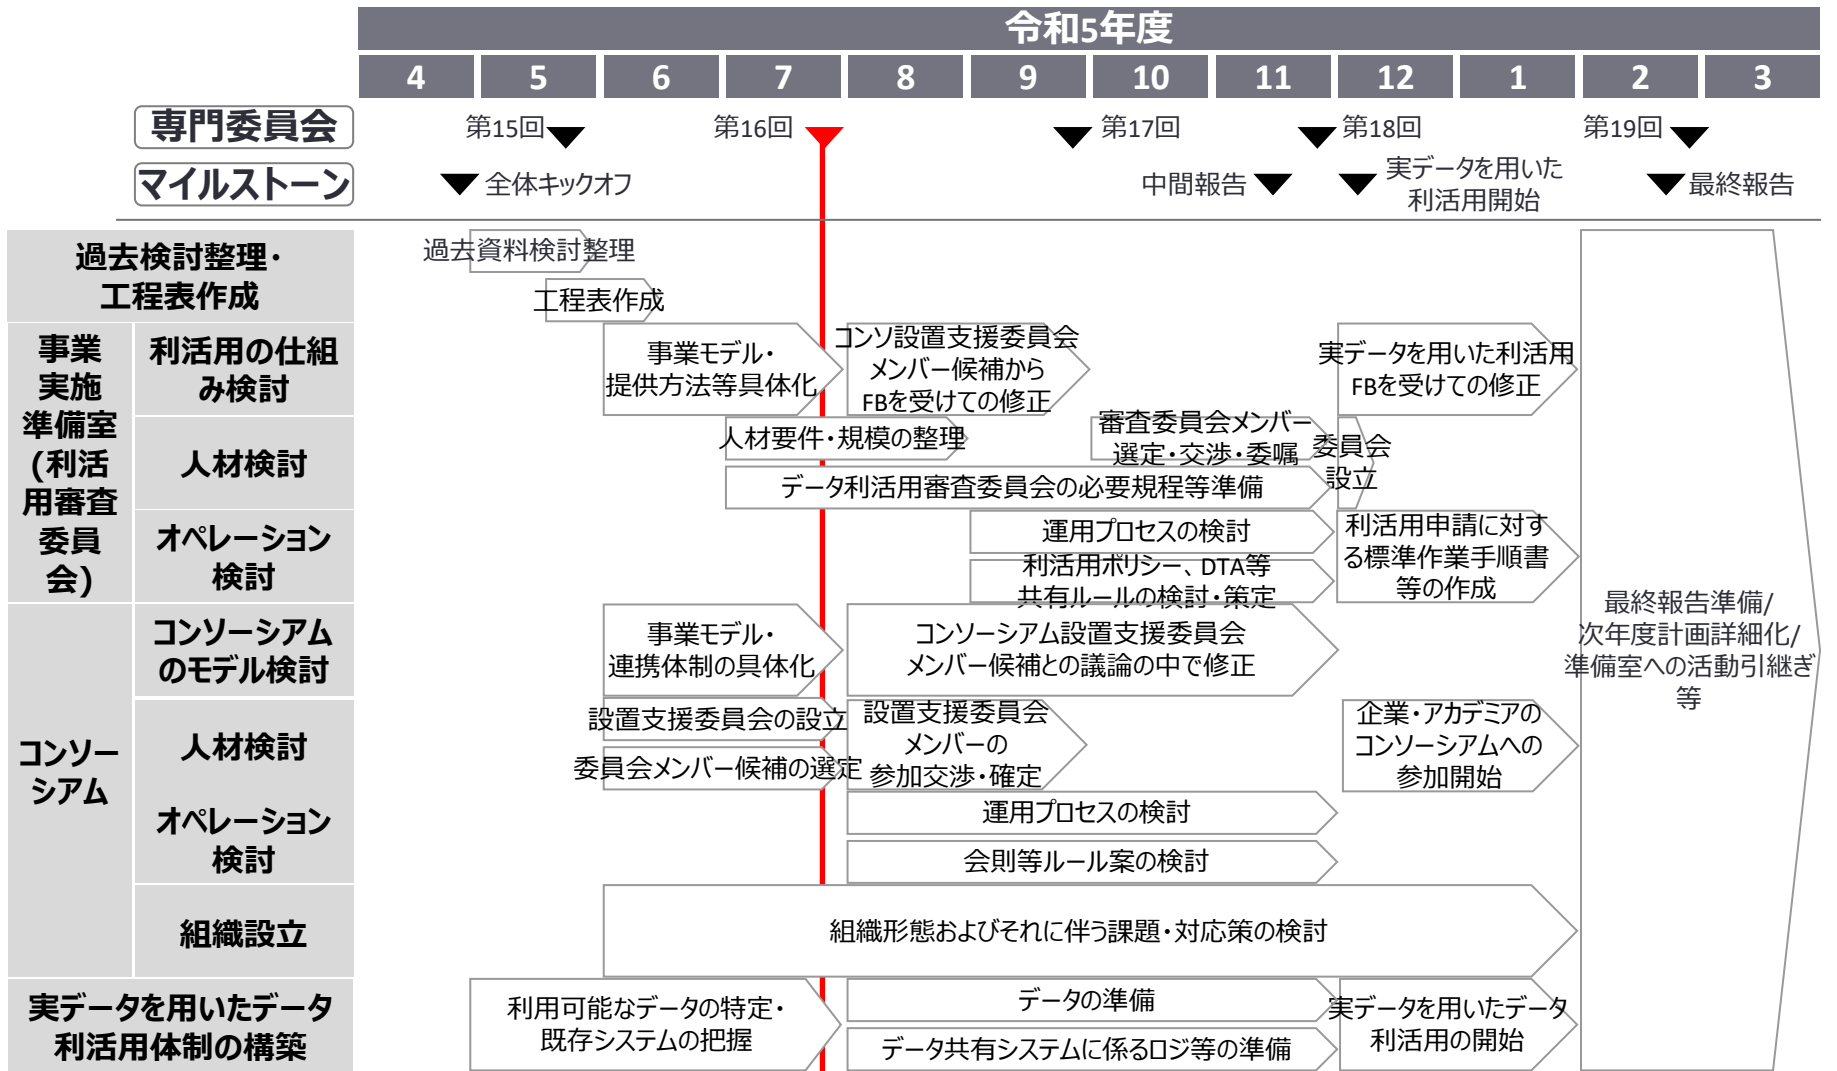 令和5年度
4 5 6 7 8 9 10 11 12 1 2 3
専門委員会
第15回
第16回
第17回
第18回
第19回
マイルストーン
全体キックオフ
中間報告
実データを用いた
利活用開始
最終報告
過去検討整理・
工程表作成
過去資料検討整理
工程表作成
事業
実施
準備室
(利活
用審査
委員
会)
利活用の仕組
み検討
事業モデル・
提供方法等具体化
コンソ設置支援委員会
メンバー候補から
FBを受けての修正
実データを用いた利活用
FBを受けての修正
人材検討
人材要件・規模の整理
審査委員会メンバー
選定・交渉・委嘱
委員会
設立
データ利活用審査委員会の必要規程等準備
オペレーション
検討
運用プロセスの検討
利活用ポリシー、DTA等
共有ルールの検討・策定
利活用申請に対す
る標準作業手順書
等の作成
コンソー
シアム
コンソーシアム
のモデル検討
事業モデル・
連携体制の具体化
コンソーシアム設置支援委員会
メンバー候補との議論の中で修正
人材検討
設置支援委員会の設立
委員会メンバー候補の選定
設置支援委員会
メンバーの
参加交渉・確定
企業・アカデミアの
コンソーシアムへの
参加開始
オペレーション
検討
運用プロセスの検討
会則等ルール案の検討
組織設立
組織形態およびそれに伴う課題・対応策の検討
実データを用いたデータ
利活用体制の構築
利用可能なデータの特定・
既存システムの把握
データの準備
データ共有システムに係るロジ等の準備
実データを用いたデータ
利活用の開始
最終報告準備/
次年度計画詳細化/
準備室への活動引継ぎ
等